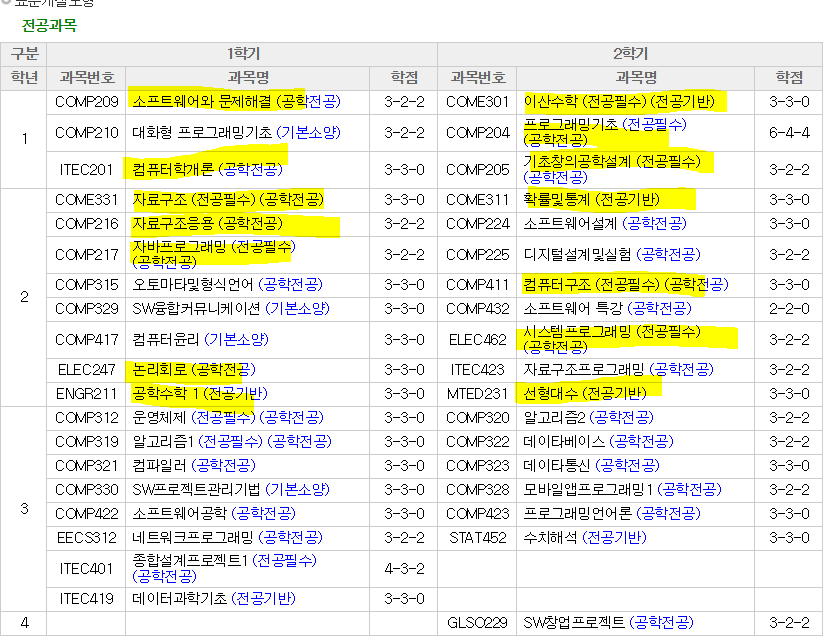 표준개설모형
전공과목
구분 1학기 2학기
학년 과목번호 과목명 학점 과목번호 과목명 학점
1
COMP209 소프트웨어와 문제해결 (공학전공) 3-2-2 COME301 이산수학 (전공필수) (전공기반) 3-3-0
COMP210 대화형 프로그래밍기초 (기본소양) 3-2-2 COMP204 프로그래밍기초 (전공필수)
(공학전공) 6-4-4
ITEC201 컴퓨터학개론 (공학전공) 3-3-0 COMP205 기초창의공학설계 (전공필수)
(공학전공) 3-2-2
2
COME331 자료구조 (전공필수) (공학전공) 3-3-0 COME311 확률및통계 (전공기반) 3-3-0
COMP216 자료구조응용 (공학전공) 3-2-2 COMP224 소프트웨어설계 (공학전공) 3-3-0
COMP217 자바프로그래밍 (전공필수)
(공학전공) 3-2-2 COMP225 디지털설계및실험 (공학전공) 3-2-2
COMP315 오토마타및형식언어 (공학전공) 3-3-0 COMP411 컴퓨터구조 (전공필수) (공학전공) 3-3-0
COMP329 SW융합커뮤니케이션 (기본소양) 3-3-0 COMP432 소프트웨어 특강 (공학전공) 2-2-0
COMP417 컴퓨터윤리 (기본소양) 3-3-0 ELEC462 시스템프로그래밍 (전공필수)
(공학전공) 3-2-2
ELEC247 논리회로 (공학전공) 3-3-0 ITEC423 자료구조프로그래밍 (공학전공) 3-2-2
ENGR211 공학수학 1 (전공기반) 3-3-0 MTED231 선형대수 (전공기반) 3-3-0
3
COMP312 운영체제 (전공필수) (공학전공) 3-3-0 COMP320 알고리즘2 (공학전공) 3-2-2
COMP319 알고리즘1 (전공필수) (공학전공) 3-3-0 COMP322 데이타베이스 (공학전공) 3-2-2
COMP321 컴파일러 (공학전공) 3-3-0 COMP323 데이타통신 (공학전공) 3-3-0
COMP330 SW프로젝트관리기법 (기본소양) 3-3-0 COMP328 모바일앱프로그래밍1 (공학전공) 3-2-2
COMP422 소프트웨어공학 (공학전공) 3-3-0 COMP423 프로그래밍언어론 (공학전공) 3-3-0
EECS312 네트워크프로그래밍 (공학전공) 3-2-2 STAT452 수치해석 (전공기반) 3-3-0
ITEC401 종합설계프로젝트1 (전공필수)
(공학전공) 4-3-2
ITEC419 데이터과학기초 (전공기반) 3-3-0
4 GLSO229 SW창업프로젝트 (공학전공) 3-2-2